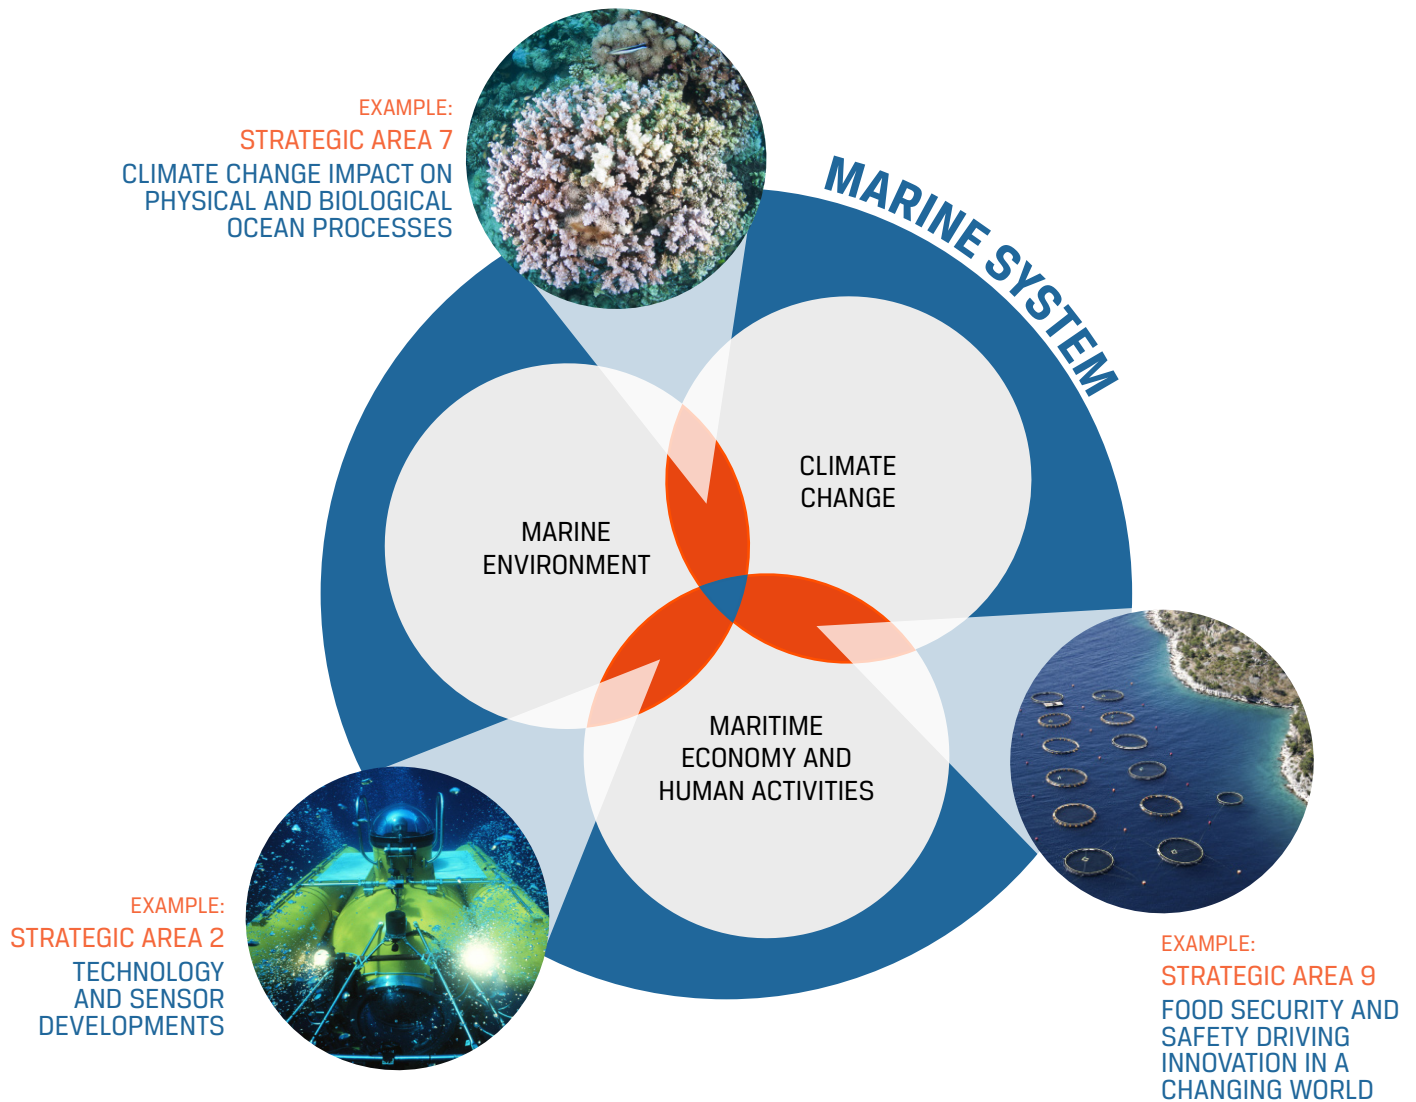 EXAMPLE:
STRATEGIC AREA 7
CLIMATE CHANGE IMPACT ON
PHYSICAL AND BIOLOGICAL
OCEAN PROCESSES
MARINE SYSTEM
CLIMATE
CHANGE
MARINE
ENVIRONMENT
MARITIME
ECONOMY AND
HUMAN ACTIVITIES
EXAMPLE:
STRATEGIC AREA 2
TECHNOLOGY
AND SENSOR
DEVELOPMENTS
EXAMPLE:
STRATEGIC AREA 9
FOOD SECURITY AND
SAFETY DRIVING
INNOVATION IN A
CHANGING WORLD